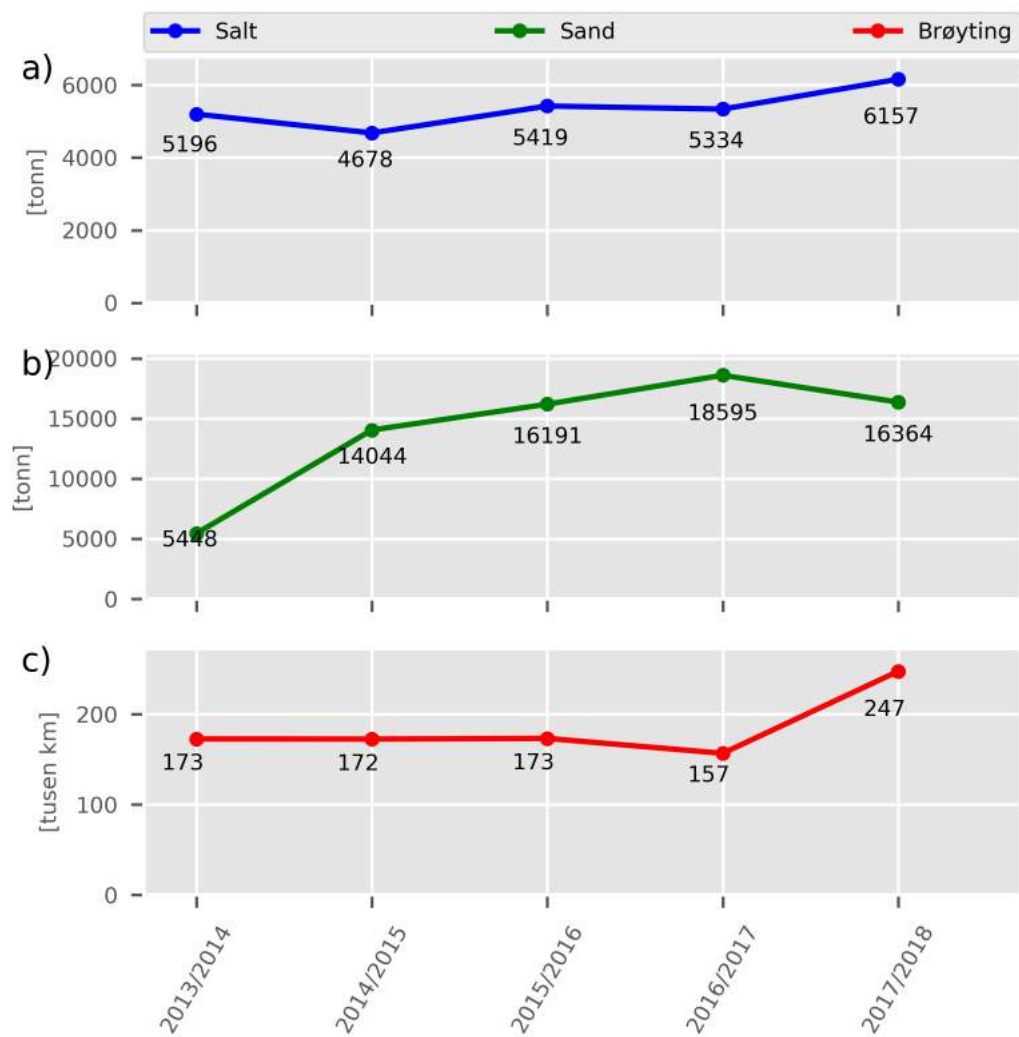 Salt Sand Brøyting
a)
6000
4000
2000
0
[tonn]
5196 4678 5419 5334 6157
b)
20000
15000
10000
5000
0
[tonn]
5448 14044 16191 18595 16364
c)
200
100
0
[tusen km]
173 172 173 157 247
2013/2014 2014/2015 2015/2016 2016/2017 2017/2018